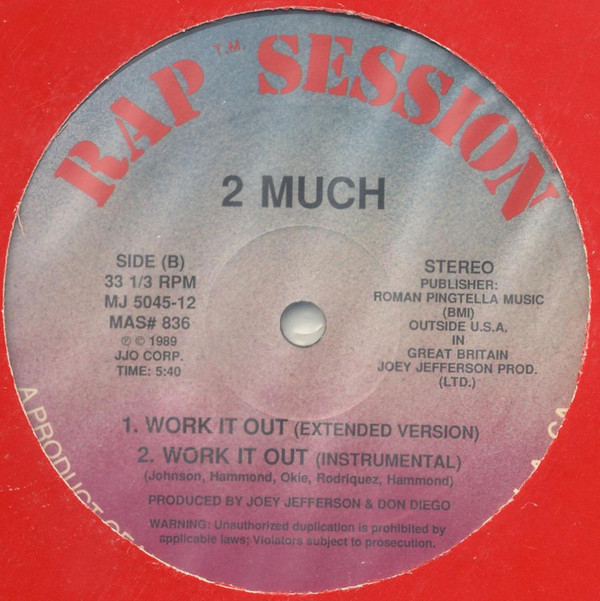 RAP T.M. SESSION
2 MUCH
SIDE (B)
33 1/3 RPM
MJ 5045-12
MAS# 836
℗ © 1989
JJO CORP.
TIME: 5:40
STEREO
PUBLISHER:
ROMAN PINGTELLA MUSIC
(BMI)
OUTSIDE U.S.A,
IN
GREAT BRITAIN
JOEY JEFFERSON PROD.
(LTD.)
1. WORK IT OUT (EXTENDED VERSION)
2. WORK IT OUT (INSTRUMENTAL)
(Johnson, Hammond, Okie, Rodriquez, Hammond)
PRODUCED BY JOEY JEFFERSON & DON DIEGO
WARNING: Unauthorized duplication is prohibited by
applicable laws; Violators subject to prosecution.
A PRODUCT OF
CA